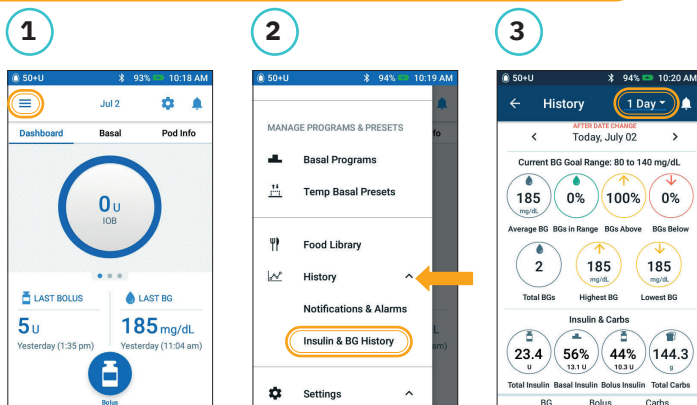 1
50+U 93% 10:18 AM
Jul 2
Dashboard Basal Pod Info
0 U
IOB
LAST BOLUS
5 U
Yesterday (1:35 pm)
LAST BG
185 mg/dL
Yesterday (11:04 am)
Bolus
2
50+U 94% 10:19 AM
MANAGE PROGRAMS & PRESETS
fo
Basal Programs
Temp Basal Presets
Food Library
History
Notifications & Alarms
Insulin & BG History
L
am)
Settings
3
50+U 94% 10:20 AM
History 1 Day
AFTER DATE CHANGE
Today, July 02
Current BG Goal Range: 80 to 140 mg/dL
185 0% 100% 0%
mg/dL
Average BG BGs in Range BGs Above BGs Below
2 185 185
mg/dL mg/dL
Total BGs Highest BG Lowest BG
Insulin & Carbs
23.4 56% 44% 144.3
U 13.1 U 10.3 U g
Total Insulin Basal Insulin Bolus Insulin Total Carbs
BG Bolus Carbs